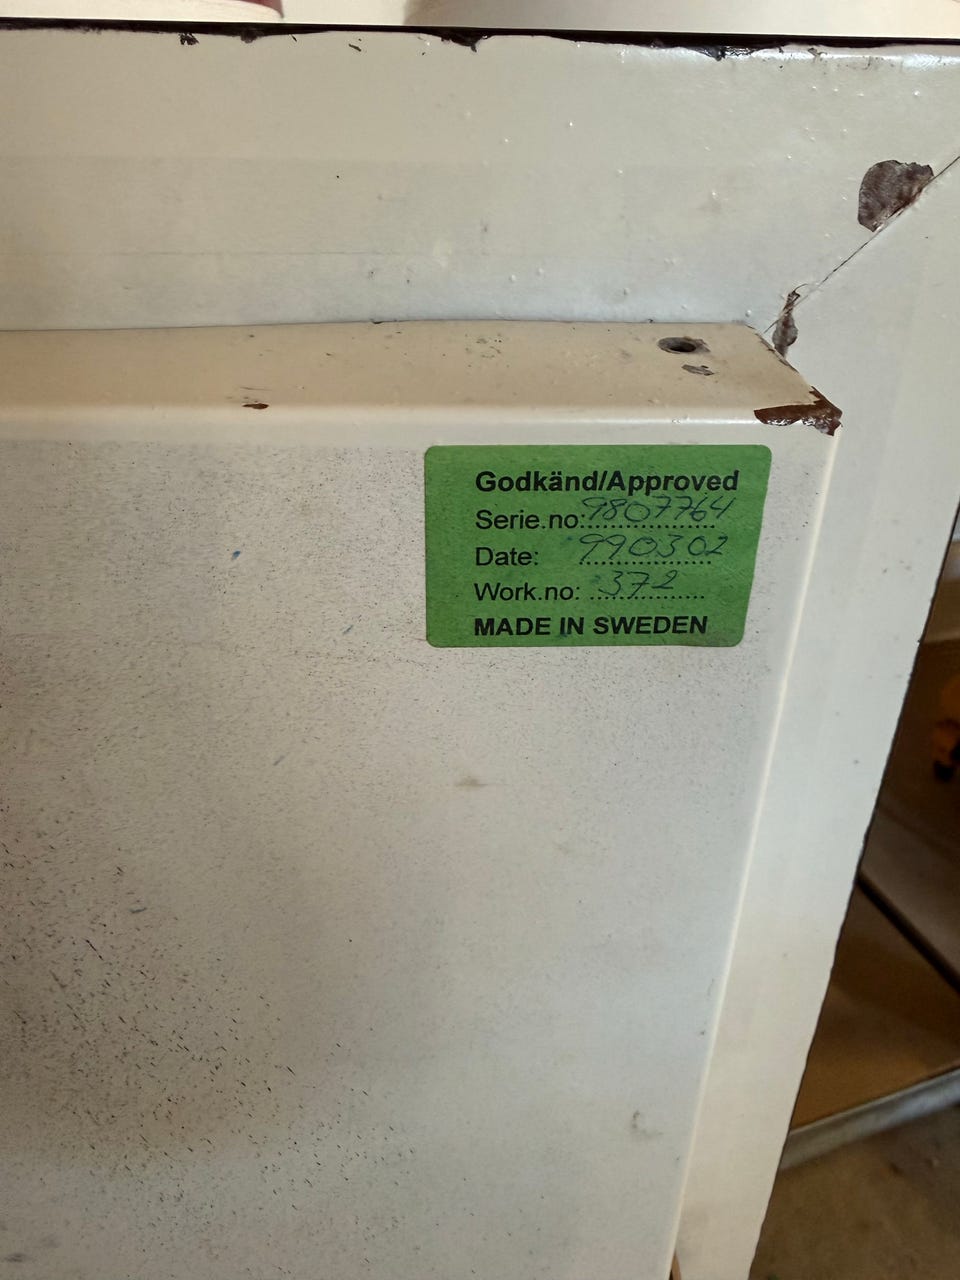 Godkänd/Approved
Serie.no: 9807764
Date: 990302
Work.no: 372
MADE IN SWEDEN